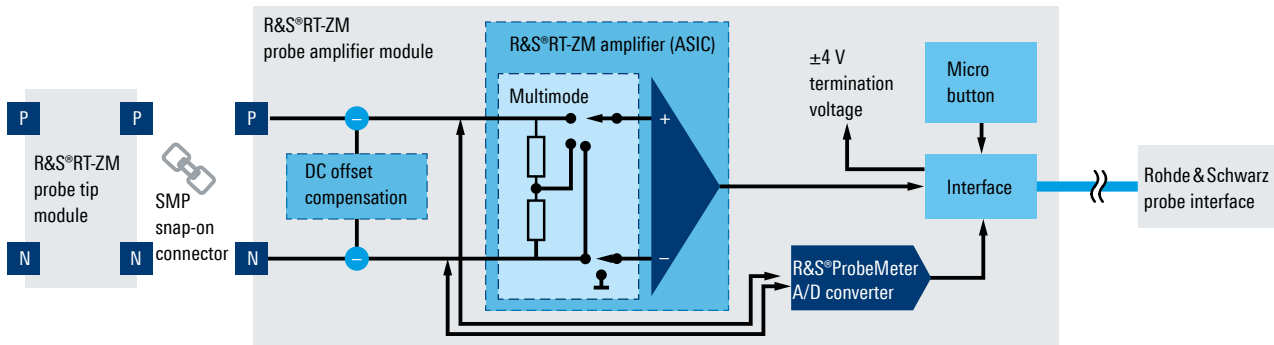 R&S®RT-ZM
probe amplifier module
R&S®RT-ZM amplifier (ASIC)
Multimode
±4 V
termination
voltage
Micro
button
P
P
P
−
+
R&S®RT-ZM
probe tip
module
SMP
snap-on
connector
DC offset
compensation
Interface
Rohde & Schwarz
probe interface
N
N
N
−
−
R&S®ProbeMeter
A/D converter